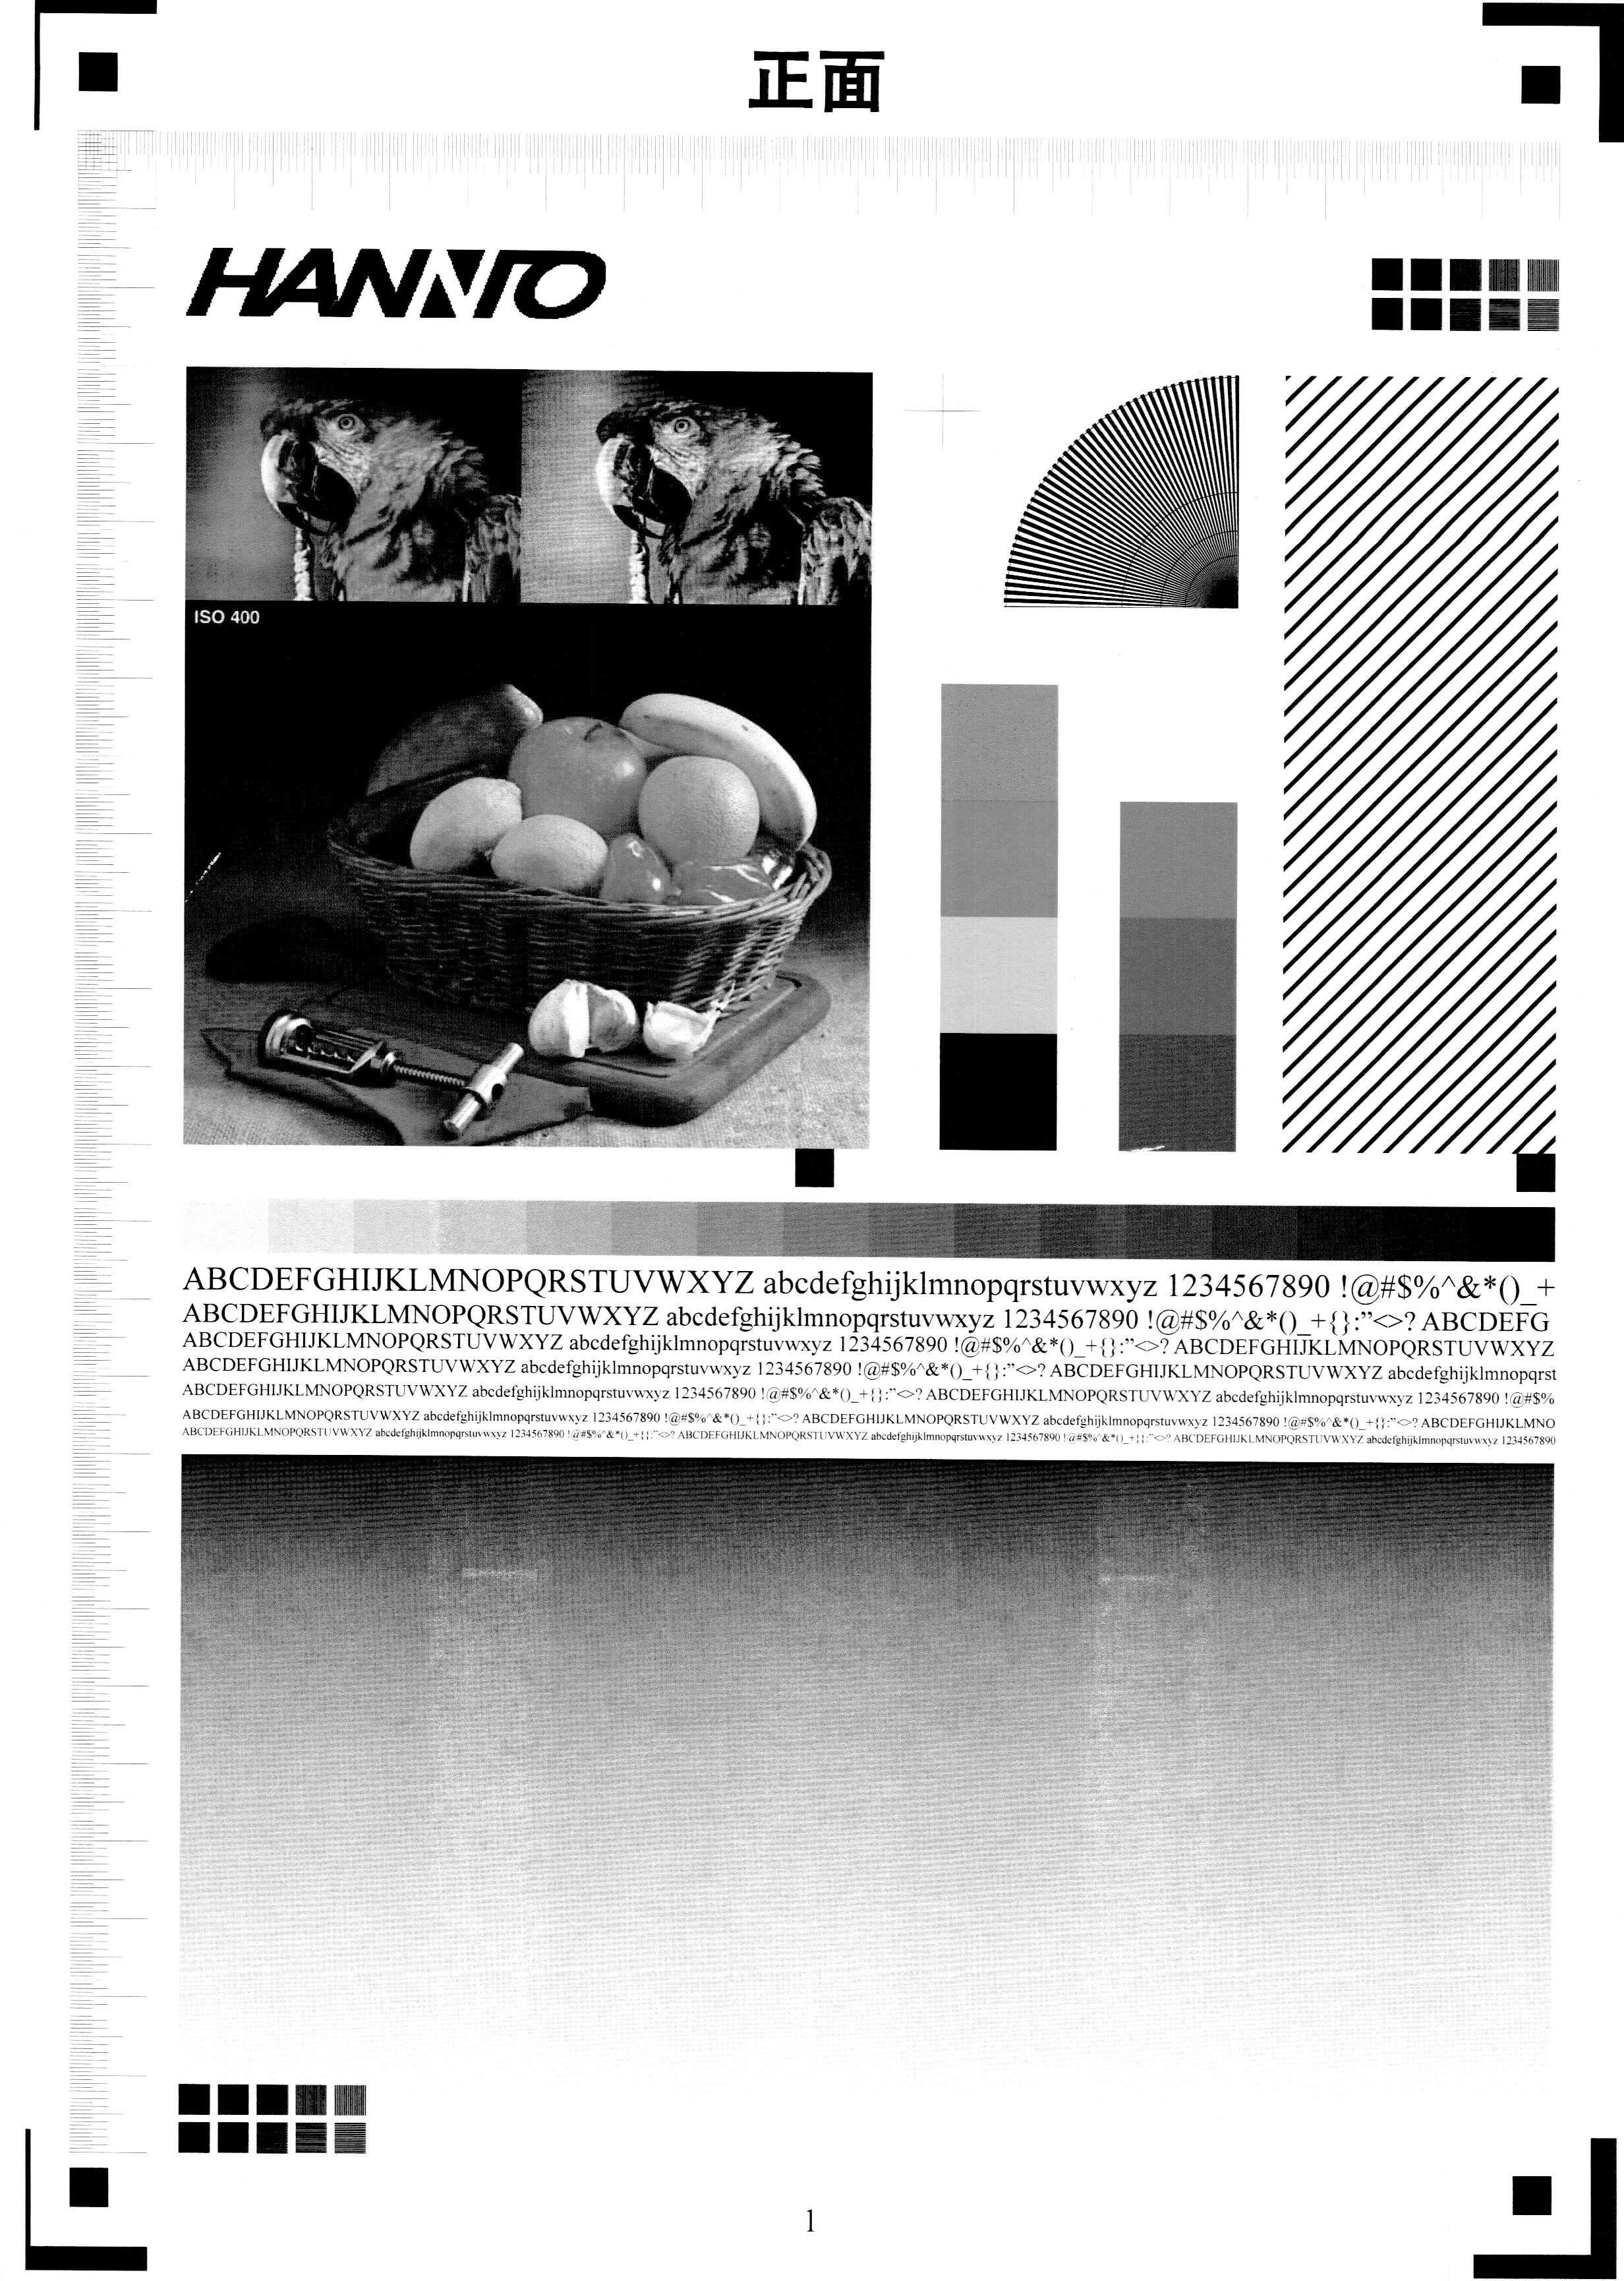 正面
HANNTO
ISO 400
ABCDEFGHIJKLMNOPQRSTUVWXYZ abcdefghijklmnopqrstuvwxyz 1234567890 !@#$%^&*()_+
ABCDEFGHIJKLMNOPQRSTUVWXYZ abcdefghijklmnopqrstuvwxyz 1234567890 !@#$%^&*()_+{}:”<>? ABCDEFG
ABCDEFGHIJKLMNOPQRSTUVWXYZ abcdefghijklmnopqrstuvwxyz 1234567890 !@#$%^&*()_+{}:”<>? ABCDEFGHIJKLMNOPQRSTUVWXYZ
ABCDEFGHIJKLMNOPQRSTUVWXYZ abcdefghijklmnopqrstuvwxyz 1234567890 !@#$%^&*()_+{}:”<>? ABCDEFGHIJKLMNOPQRSTUVWXYZ abcdefghijklmnopqrst
ABCDEFGHIJKLMNOPQRSTUVWXYZ abcdefghijklmnopqrstuvwxyz 1234567890 !@#$%^&*()_+{}:”<>? ABCDEFGHIJKLMNOPQRSTUVWXYZ abcdefghijklmnopqrstuvwxyz 1234567890 !@#$%
ABCDEFGHIJKLMNOPQRSTUVWXYZ abcdefghijklmnopqrstuvwxyz 1234567890 !@#$%^&*()_+{}:”<>? ABCDEFGHIJKLMNOPQRSTUVWXYZ abcdefghijklmnopqrstuvwxyz 1234567890 !@#$%^&*()_+{}:”<>? ABCDEFGHIJKLMNO
ABCDEFGHIJKLMNOPQRSTUVWXYZ abcdefghijklmnopqrstuvwxyz 1234567890 !@#$%^&*()_+{}:”<>? ABCDEFGHIJKLMNOPQRSTUVWXYZ abcdefghijklmnopqrstuvwxyz 1234567890 !@#$%^&*()_+{}:”<>? ABCDEFGHIJKLMNOPQRSTUVWXYZ abcdefghijklmnopqrstuvwxyz 1234567890
1